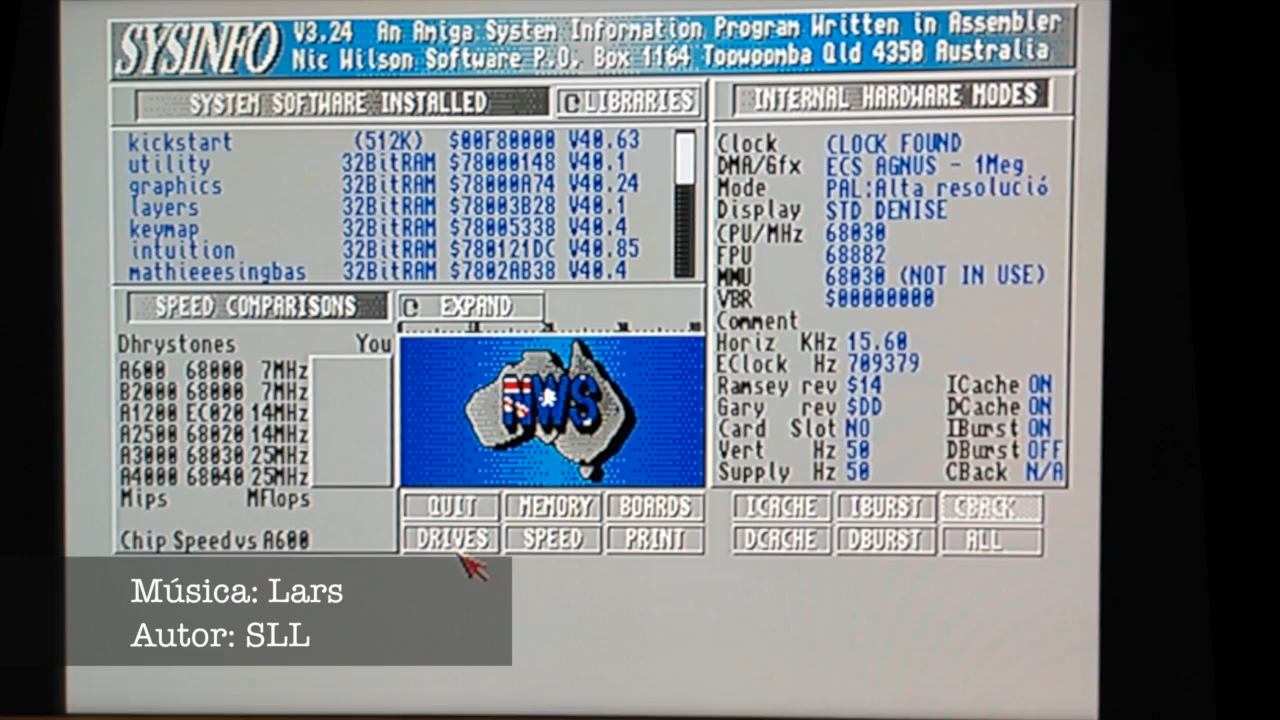 SYSINFO V3.24 An Amiga System Information Program Written in Assembler
Nic Wilson Software P.O. Box 1164 Toowoomba Qld 4350 Australia
SYSTEM SOFTWARE INSTALLED
LIBRARIES
kickstart (512K) $00F80000 V40.63
utility 32BitRAM $78000148 V40.1
graphics 32BitRAM $78000A74 V40.24
layers 32BitRAM $78003B28 V40.1
keymap 32BitRAM $78005338 V40.4
intuition 32BitRAM $780121DC V40.85
mathieeesingbas 32BitRAM $7802AB38 V40.4
INTERNAL HARDWARE MODES
Clock CLOCK FOUND
DMA/Gfx ECS AGNUS - 1Meg
Mode PAL:Alta resolució
Display STD DENISE
CPU/MHz 68030
FPU 68882
MMU 68030 (NOT IN USE)
VBR $00000000
Comment
Horiz KHz 15.60
EClock Hz 709379
Ramsey rev $14 ICache ON
Gary rev $DD DCache ON
Card Slot NO IBurst ON
Vert Hz 50 DBurst OFF
Supply Hz 50 CBack N/A
SPEED COMPARISONS
EXPAND
Dhrystones You
A600 68000 7MHz
B2000 68000 7MHz
A1200 EC020 14MHz
A2500 68020 14MHz
A3000 68030 25MHz
A4000 68040 25MHz
Mips MFlops
Chip Speed vs A600
NWS
QUIT MEMORY BOARDS
DRIVES SPEED PRINT
ICACHE IBURST CBACK
DCACHE DBURST ALL
Música: Lars
Autor: SLL